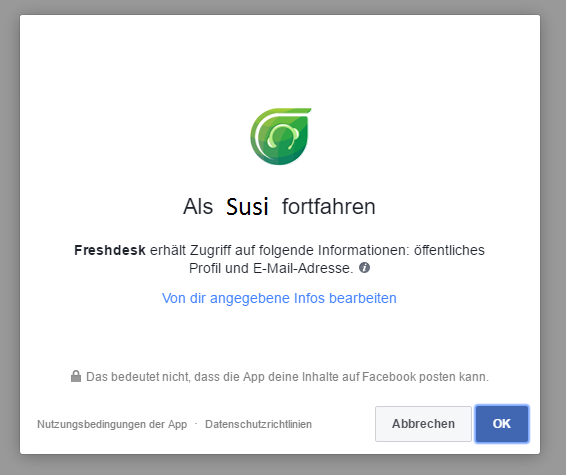 Als Susi fortfahren
Freshdesk erhält Zugriff auf folgende Informationen: öffentliches
Profil und E-Mail-Adresse.
Von dir angegebene Infos bearbeiten
Das bedeutet nicht, dass die App deine Inhalte auf Facebook posten kann.
Nutzungsbedingungen der App · Datenschutzrichtlinien
Abbrechen OK